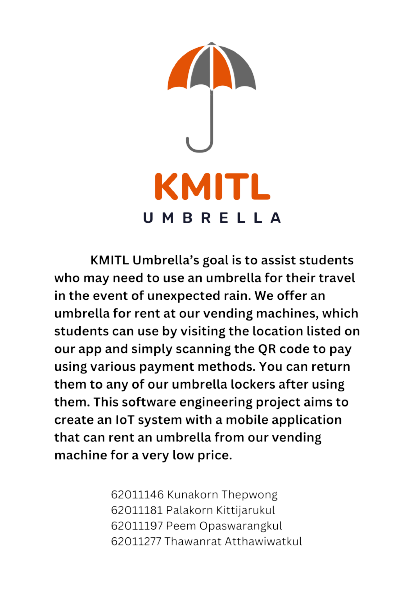 KMITL
UMBRELLA
KMITL Umbrella's goal is to assist students
who may need to use an umbrella for their travel
in the event of unexpected rain. We offer an
umbrella for rent at our vending machines, which
students can use by visiting the location listed on
our app and simply scanning the QR code to pay
using various payment methods. You can return
them to any of our umbrella lockers after using
them. This software engineering project aims to
create an IoT system with a mobile application
that can rent an umbrella from our vending
machine for a very low price.
62011146 Kunakorn Thepwong
62011181 Palakorn Kittijarukul
62011197 Peem Opaswarangkul
62011277 Thawanrat Atthawiwatkul